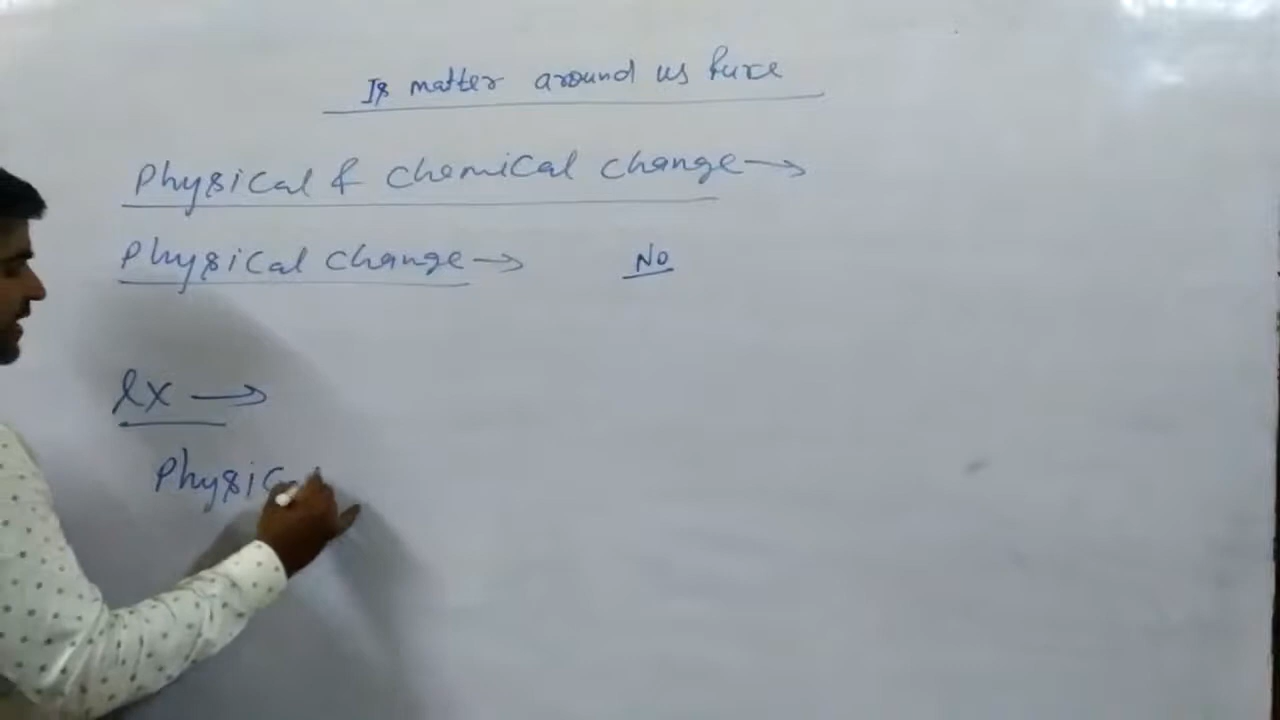 Is matter around us Pure
Physical & Chemical change →
Physical change → No
Ex →
Physic